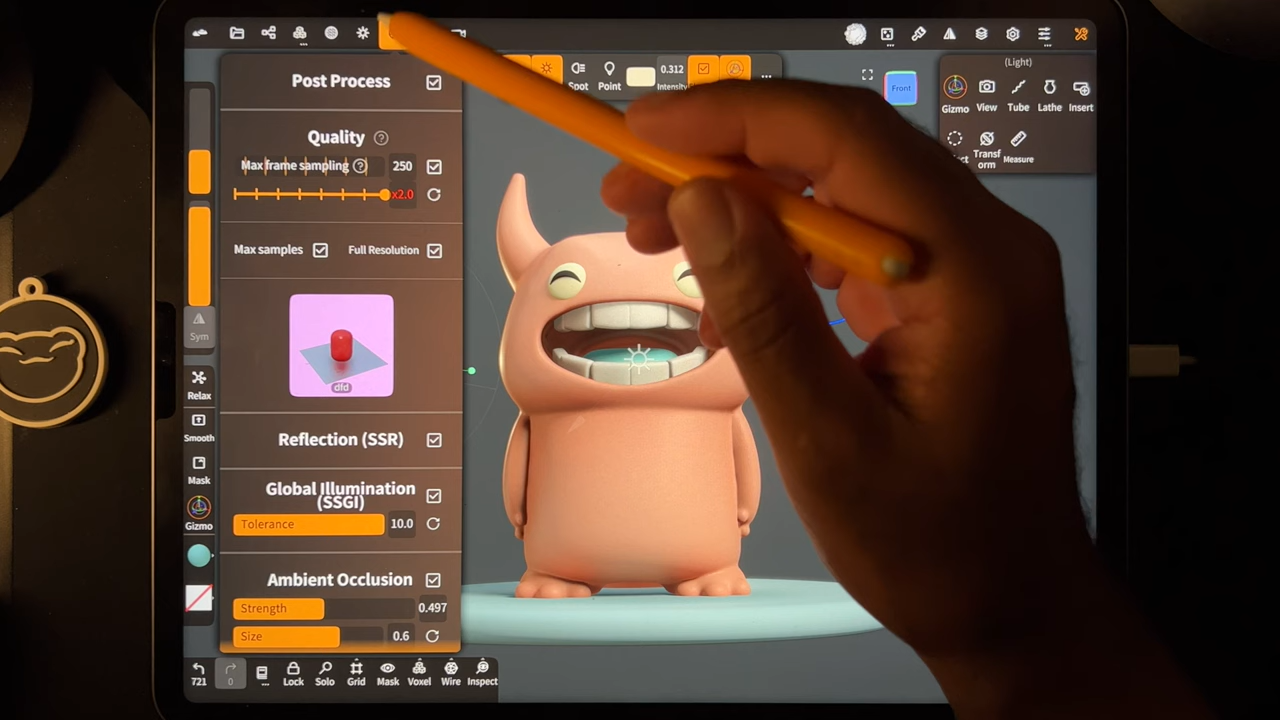 (Light)
Post Process
Spot
Point
0.312
Intensity
Front
Gizmo
View
Tube
Lathe
Insert
Quality ?
Max frame sampling ? 250
x2.0
Transf
orm
Measure
Max samples
Full Resolution
Sym
dfd
Relax
Smooth
Reflection (SSR)
Mask
Global Illumination
(SSGI)
Gizmo
Tolerance 10.0
Ambient Occlusion
Strength 0.497
Size 0.6
721
0
Lock
Solo
Grid
Mask
Voxel
Wire
Inspect